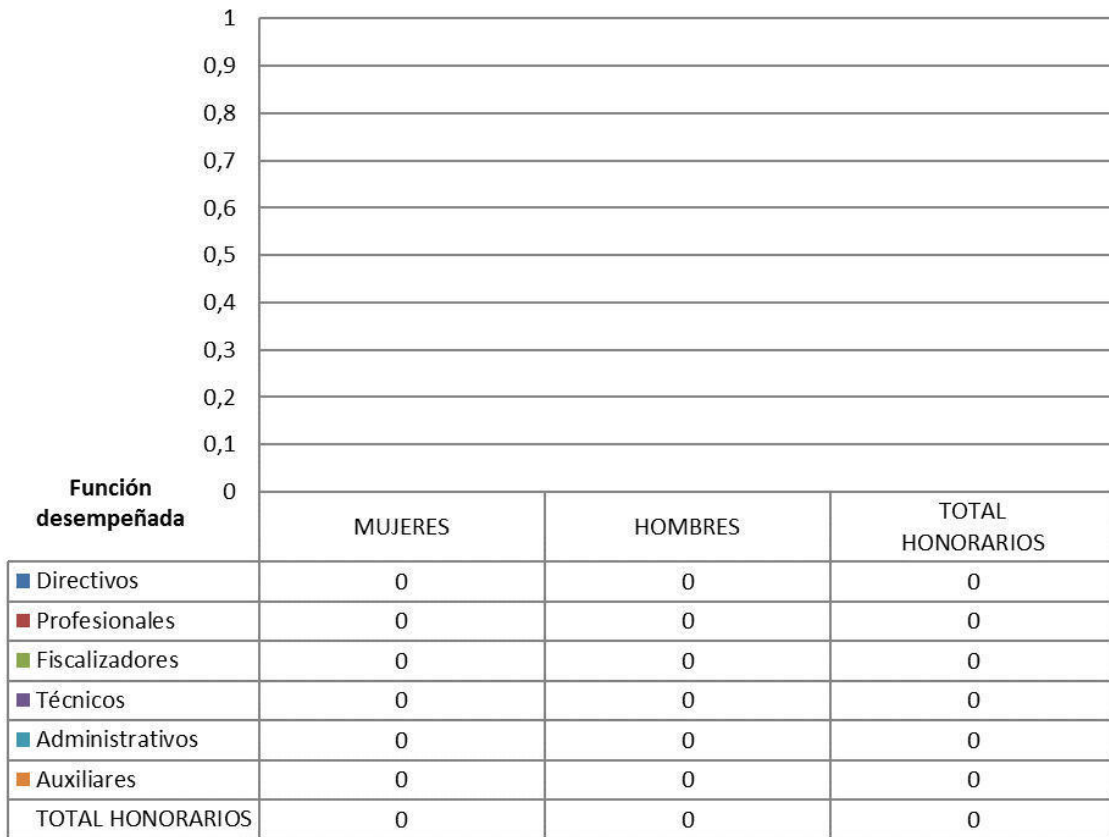 1
0,9
0,8
0,7
0,6
0,5
0,4
0,3
0,2
0,1
0
Función
desempeñada
MUJERES HOMBRES TOTAL
HONORARIOS
Directivos 0 0 0
Profesionales 0 0 0
Fiscalizadores 0 0 0
Técnicos 0 0 0
Administrativos 0 0 0
Auxiliares 0 0 0
TOTAL HONORARIOS 0 0 0